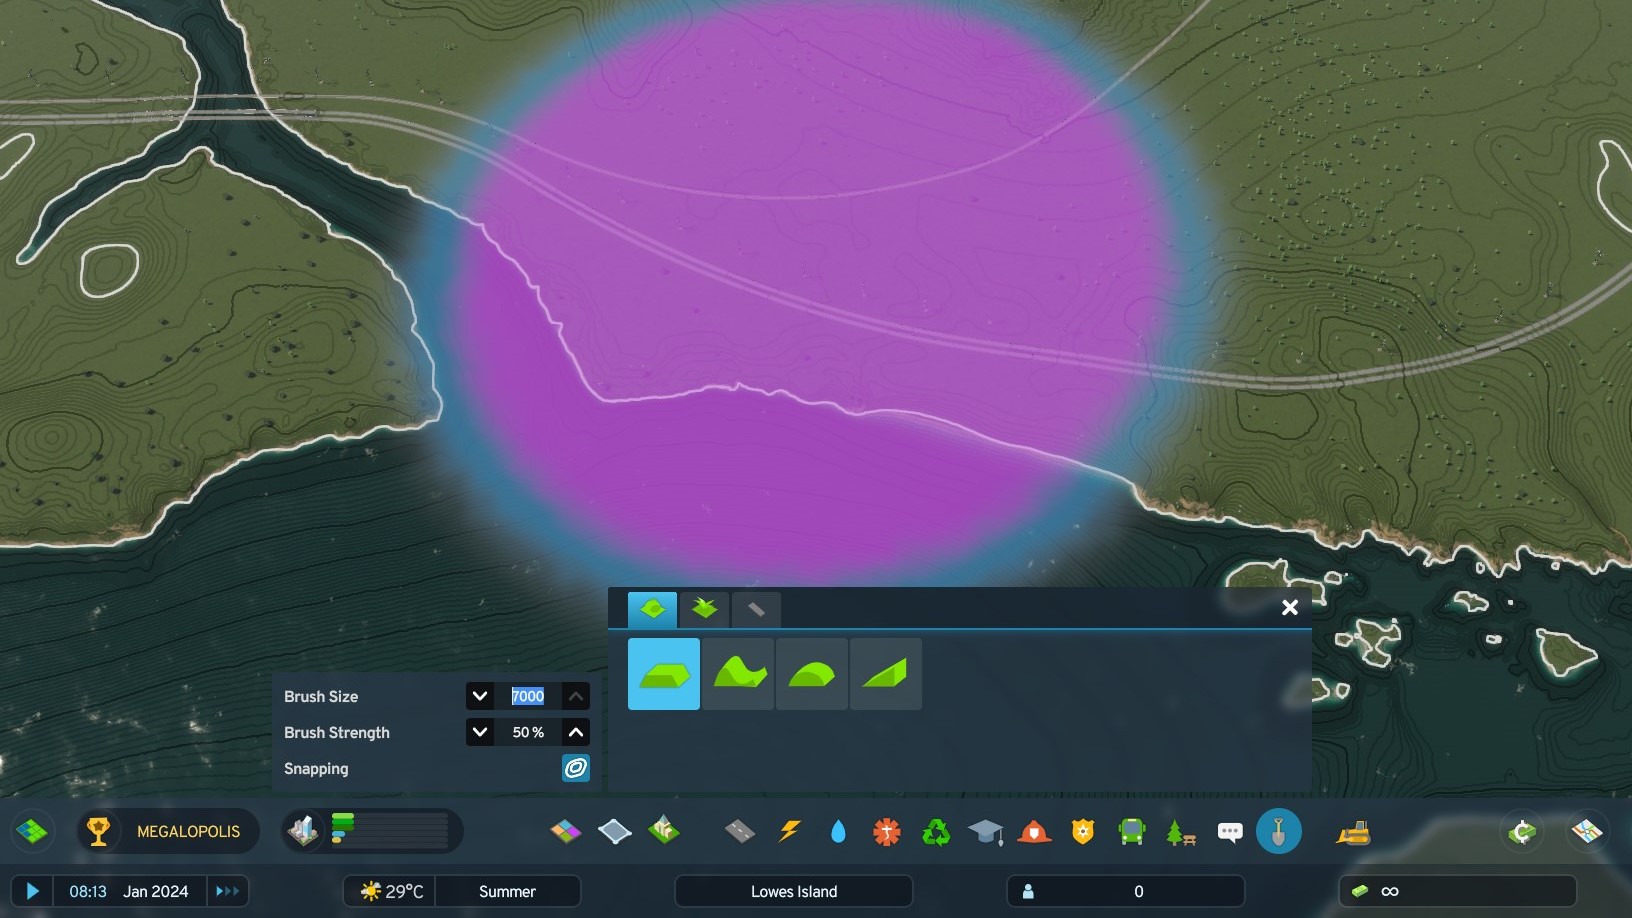 Brush Size
7000
Brush Strength
50 %
Snapping
MEGALOPOLIS
08:13 Jan 2024
29°C
Summer
Lowes Island
0
∞